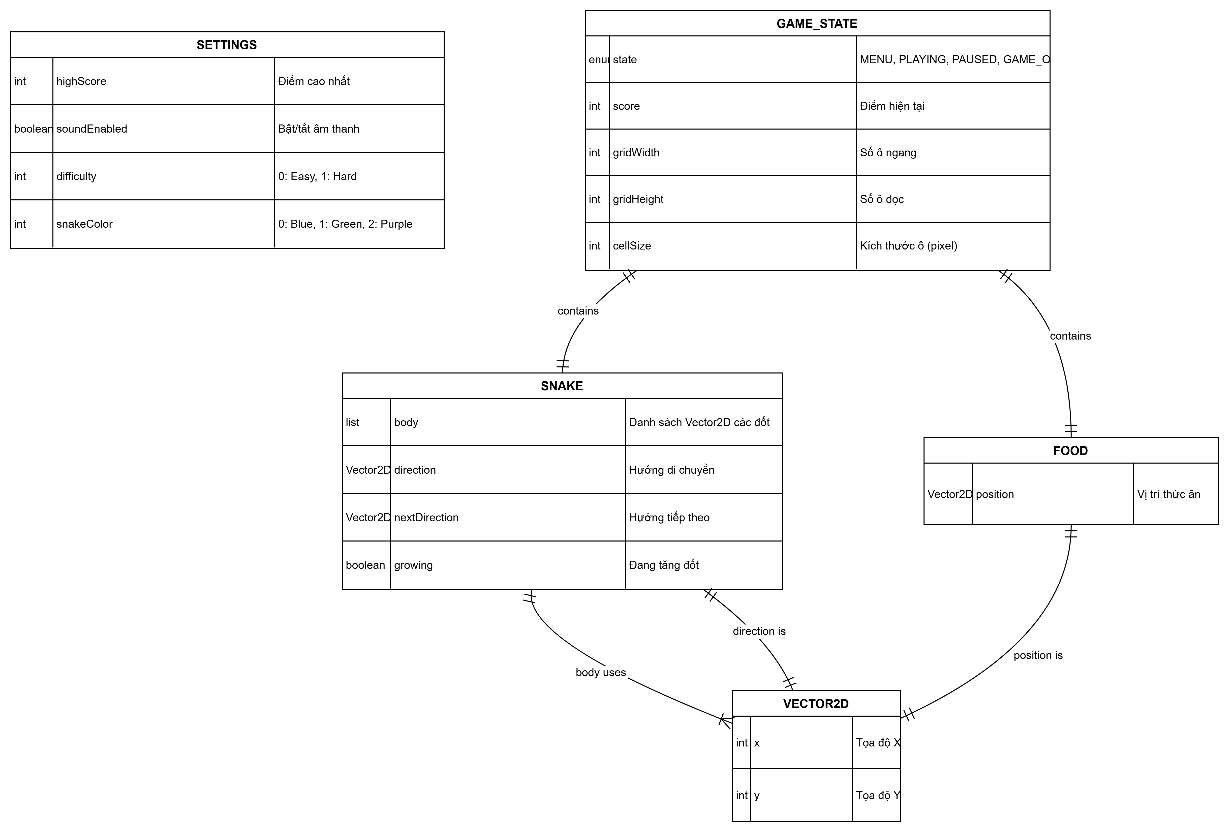 SETTINGS
int highScore Điểm cao nhất
boolean soundEnabled Bật/tắt âm thanh
int difficulty 0: Easy, 1: Hard
int snakeColor 0: Blue, 1: Green, 2: Purple
GAME_STATE
enu state MENU, PLAYING, PAUSED, GAME_O
int score Điểm hiện tại
int gridWidth Số ô ngang
int gridHeight Số ô dọc
int cellSize Kích thước ô (pixel)
contains
contains
SNAKE
list body Danh sách Vector2D các đốt
Vector2D direction Hướng di chuyển
Vector2D nextDirection Hướng tiếp theo
boolean growing Đang tăng đốt
FOOD
Vector2D position Vị trí thức ăn
body uses
direction is
position is
VECTOR2D
int x Tọa độ X
int y Tọa độ Y